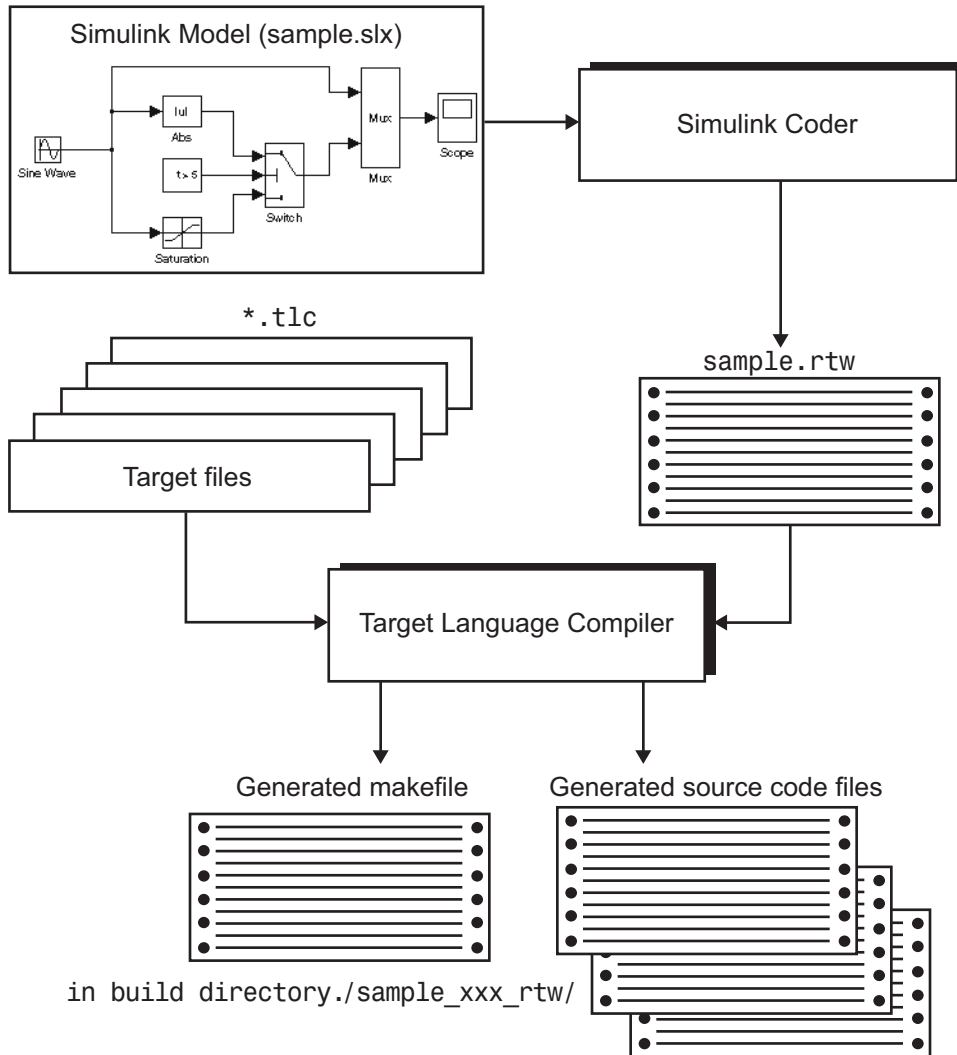 Simulink Model (sample.slx)
|u|
Abs
Sine Wave
t> 5
Switch
Saturation
Mux
Mux
Scope
Simulink Coder
*.tlc
Target files
sample.rtw
Target Language Compiler
Generated makefile
Generated source code files
in build directory./sample_xxx_rtw/